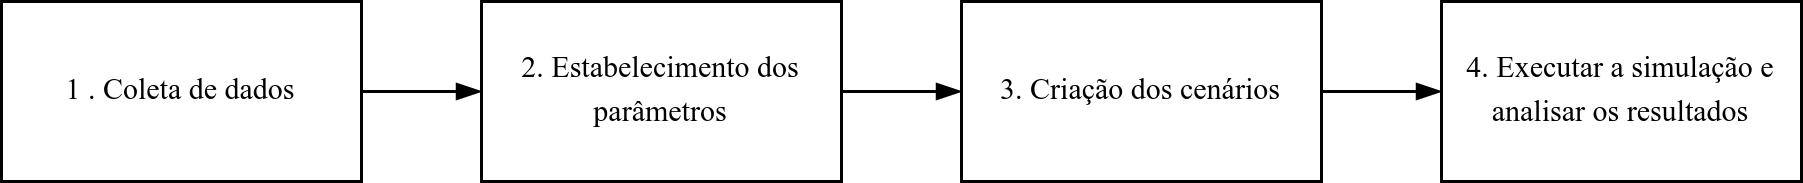 1 . Coleta de dados
2. Estabelecimento dos
parâmetros
3. Criação dos cenários
4. Executar a simulação e
analisar os resultados